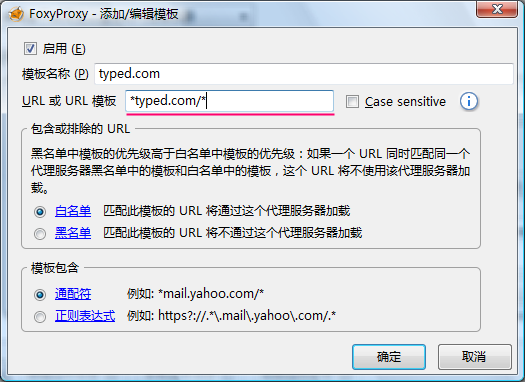 FoxyProxy - 添加/编辑模板
启用 (E)
模板名称 (P) typed.com
URL 或 URL 模板 *typed.com/* Case sensitive
包含或排除的 URL
黑名单中模板的优先级高于白名单中模板的优先级：如果一个 URL 同时匹配同一个
代理服务器黑名单中的模板和白名单中的模板，这个 URL 将不使用该代理服务器加
载。
白名单 匹配此模板的 URL 将通过这个代理服务器加载
黑名单 匹配此模板的 URL 将不通过这个代理服务器加载
模板包含
通配符 例如: *mail.yahoo.com/*
正则表达式 例如: https?://.*\.mail\.yahoo\.com/.*
确定 取消